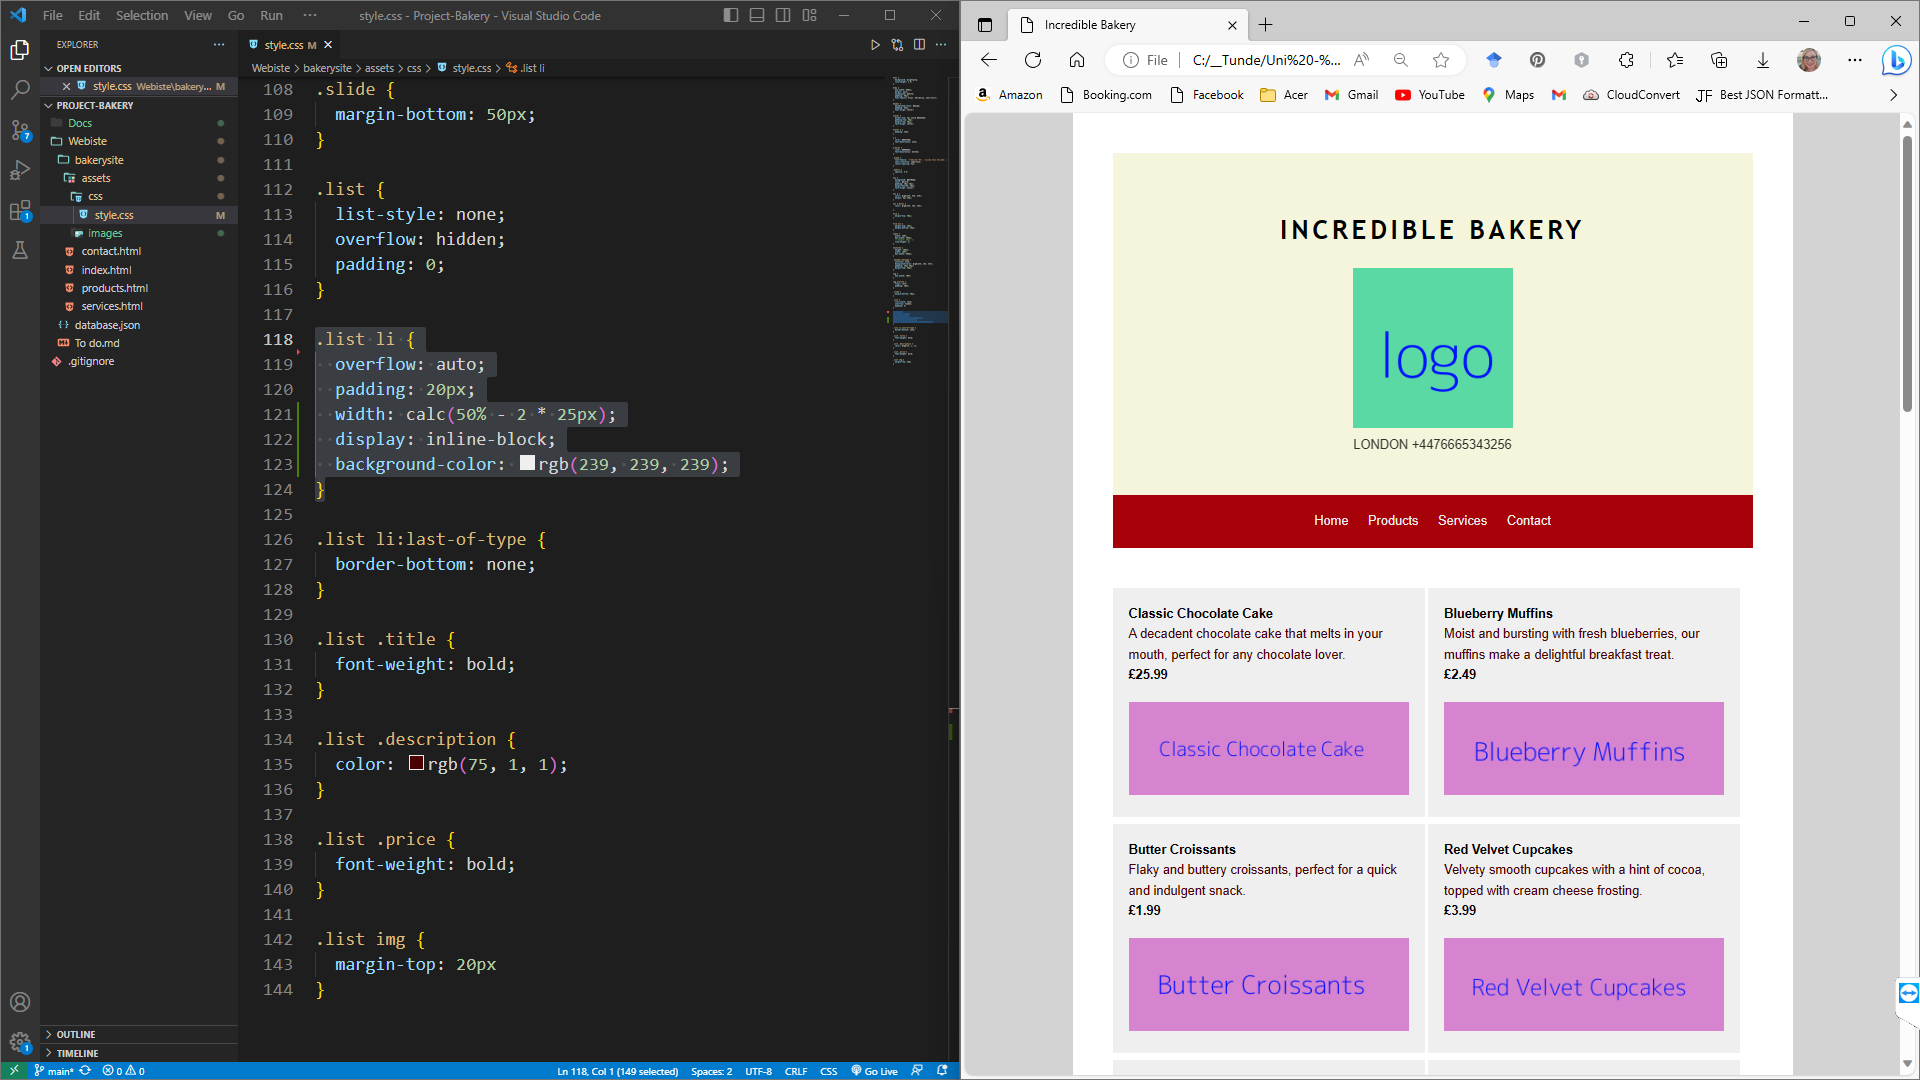 File Edit Selection View Go Run ··· style.css - Project-Bakery - Visual Studio Code
EXPLORER ···
OPEN EDITORS
style.css Webiste\bakery... M
PROJECT-BAKERY
Docs
Webiste
bakerysite
assets
css
style.css M
images
contact.html
index.html
products.html
services.html
database.json
To do.md
.gitignore
OUTLINE
TIMELINE
style.css M
Webiste > bakerysite > assets > css > style.css > .list li
108 .slide {
109 margin-bottom: 50px;
110 }
111
112 .list {
113 list-style: none;
114 overflow: hidden;
115 padding: 0;
116 }
117
118 .list li {
119 overflow: auto;
120 padding: 20px;
121 width: calc(50% - 2 * 25px);
122 display: inline-block;
123 background-color: rgb(239, 239, 239);
124 }
125
126 .list li:last-of-type {
127 border-bottom: none;
128 }
129
130 .list .title {
131 font-weight: bold;
132 }
133
134 .list .description {
135 color: rgb(75, 1, 1);
136 }
137
138 .list .price {
139 font-weight: bold;
140 }
141
142 .list img {
143 margin-top: 20px
144 }
main* 0 0 Ln 118, Col 1 (149 selected) Spaces: 2 UTF-8 CRLF CSS Go Live
7
1
1
Incredible Bakery
File C:/__Tunde/Uni%20-%...
Amazon Booking.com Facebook Acer Gmail YouTube Maps CloudConvert JF Best JSON Formatt...
INCREDIBLE BAKERY
logo
LONDON +4476665343256
Home Products Services Contact
Classic Chocolate Cake
A decadent chocolate cake that melts in your
mouth, perfect for any chocolate lover.
£25.99
Classic Chocolate Cake
Blueberry Muffins
Moist and bursting with fresh blueberries, our
muffins make a delightful breakfast treat.
£2.49
Blueberry Muffins
Butter Croissants
Flaky and buttery croissants, perfect for a quick
and indulgent snack.
£1.99
Butter Croissants
Red Velvet Cupcakes
Velvety smooth cupcakes with a hint of cocoa,
topped with cream cheese frosting.
£3.99
Red Velvet Cupcakes